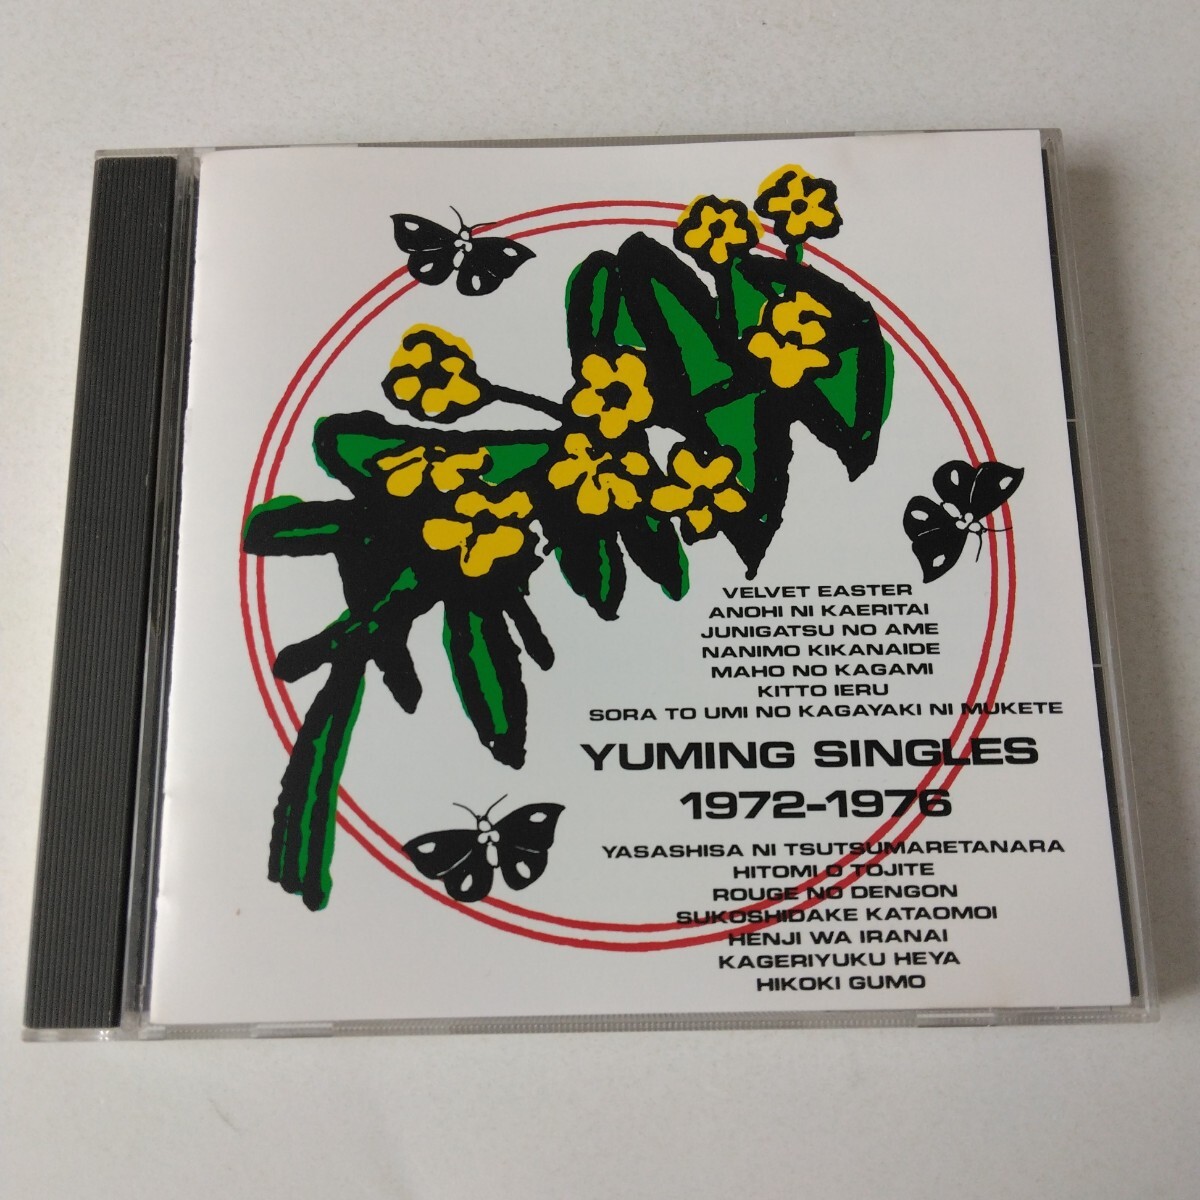 VELVET EASTER
ANOHI NI KAERITAI
JUNIGATSU NO AME
NANIMO KIKANAIDE
MAHO NO KAGAMI
KITTO IERU
SORA TO UMI NO KAGAYAKI NI MUKETE
YUMING SINGLES
1972-1976
YASASHISA NI TSUTSUMARETANARA
HITOMI O TOJITE
ROUGE NO DENGON
SUKOSHIDAKE KATAOMOI
HENJI WA IRANAI
KAGERIYUKU HEYA
HIKOKI GUMO